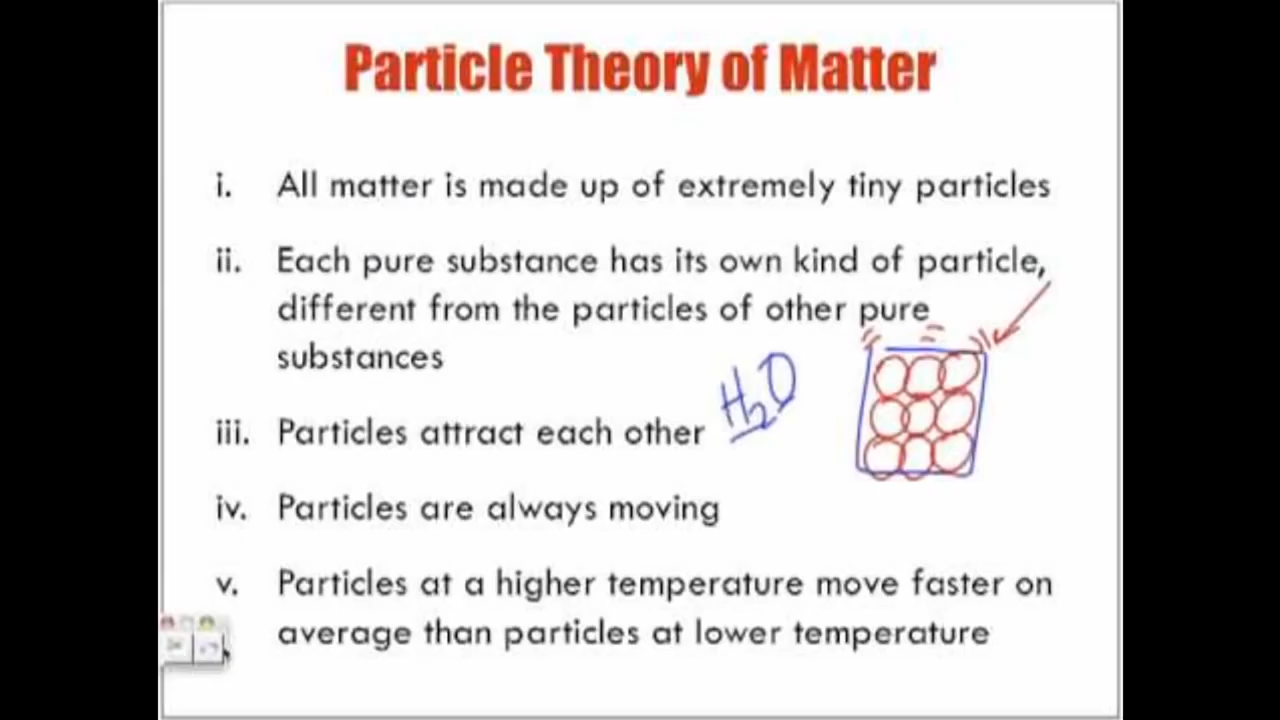 Particle Theory of Matter
i. All matter is made up of extremely tiny particles
ii. Each pure substance has its own kind of particle,
different from the particles of other pure
substances
H₂O
iii. Particles attract each other
iv. Particles are always moving
v. Particles at a higher temperature move faster on
average than particles at lower temperature